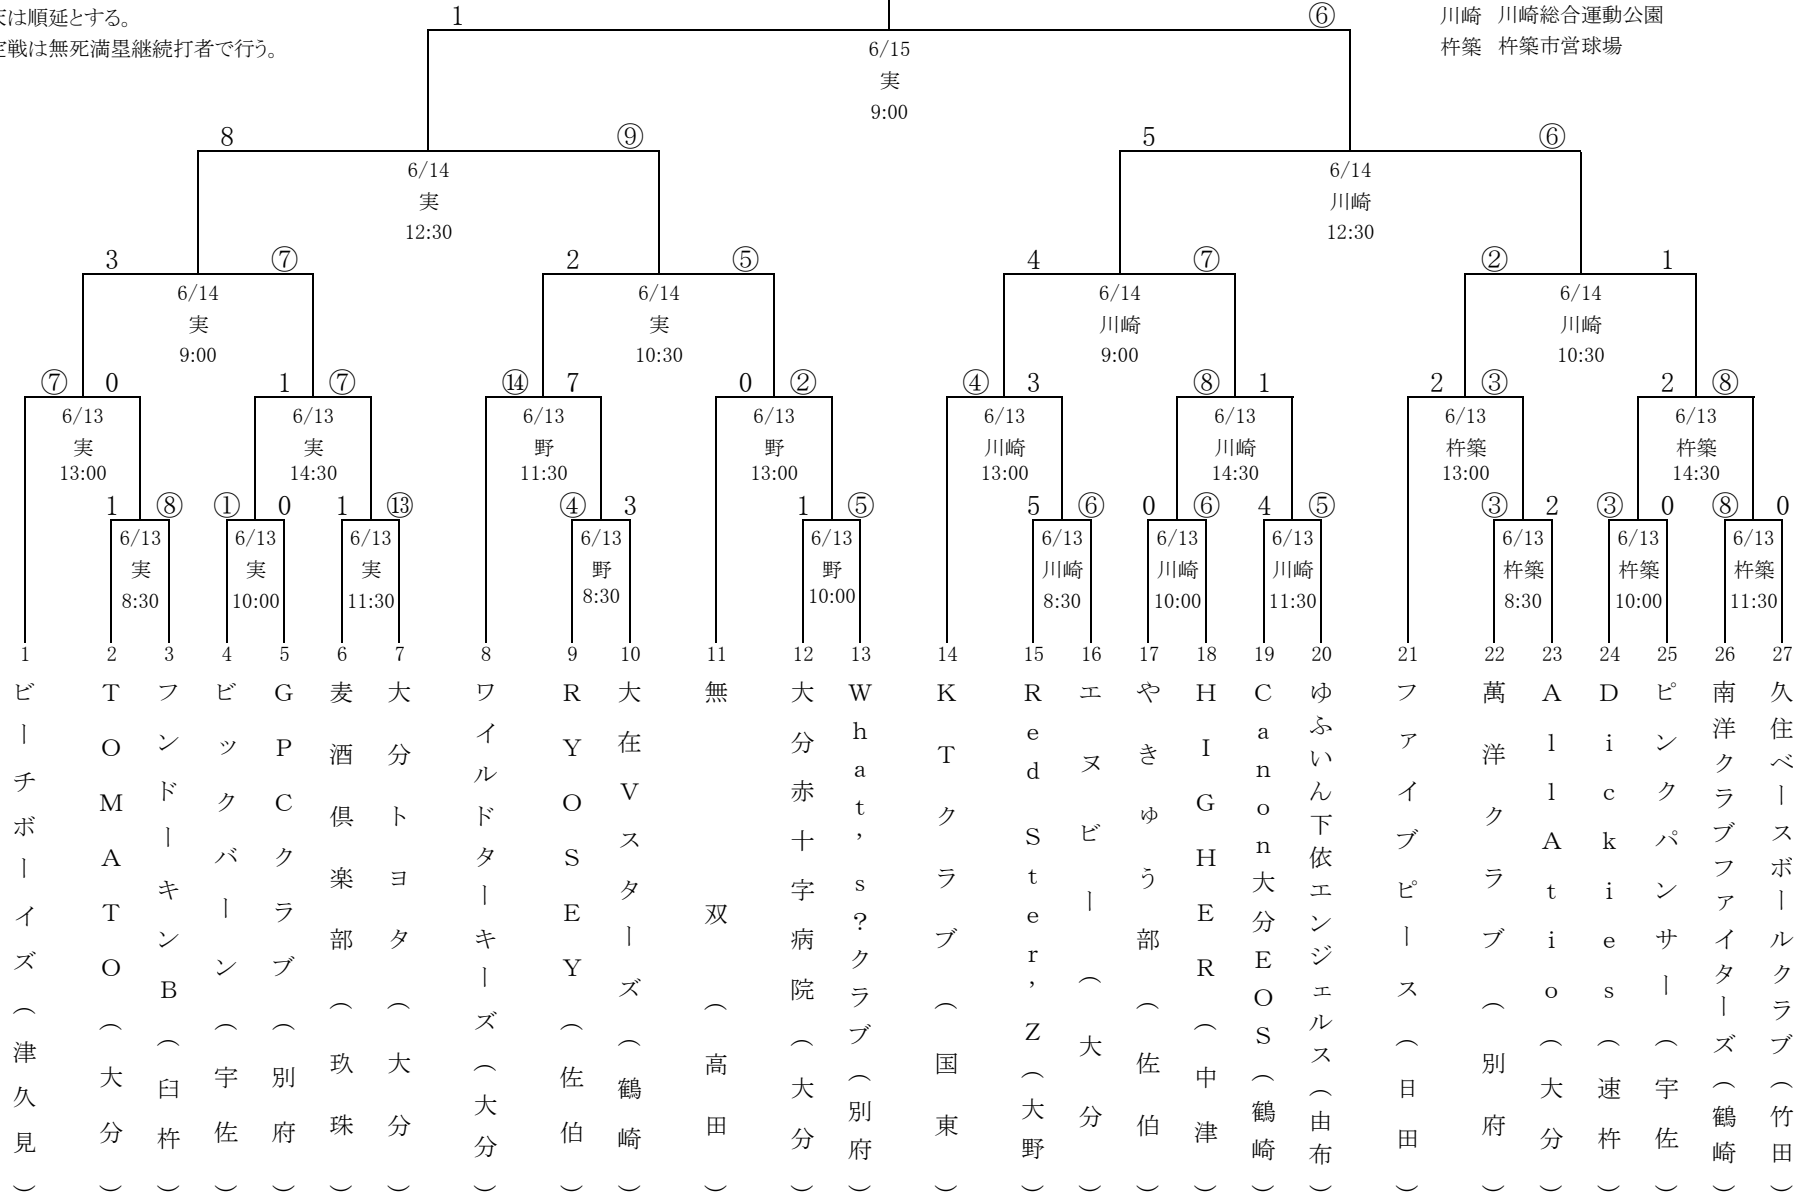 天は順延とする。
定戦は無死満塁継続打者で行う。
川崎 川崎総合運動公園
杵築 杵築市営球場
1 ⑥
6/15
実
9:00
8 ⑨ 5 ⑥
6/14 6/14
実 川崎
12:30 12:30
3 ⑦ 2 ⑤ 4 ⑦ ② 1
6/14 6/14 6/14 6/14
実 実 川崎 川崎
9:00 10:30 9:00 10:30
⑦ 0 1 ⑦ ⑭ 7 0 ② ④ 3 ⑧ 1 2 ③ 2 ⑧
6/13 6/13 6/13 6/13 6/13 6/13 6/13 6/13
実 実 野 野 川崎 川崎 杵築 杵築
13:00 14:30 11:30 13:00 13:00 14:30 13:00 14:30
1 ⑧ ① 0 1 ⑬ ④ 3 1 ⑤ 5 ⑥ 0 ⑥ 4 ⑤ ③ 2 ③ 0 ⑧ 0
6/13 6/13 6/13 6/13 6/13 6/13 6/13 6/13 6/13 6/13 6/13
実 実 実 野 野 川崎 川崎 川崎 杵築 杵築 杵築
8:30 10:00 11:30 8:30 10:00 8:30 10:00 11:30 8:30 10:00 11:30
1 2 3 4 5 6 7 8 9 10 11 12 13 14 15 16 17 18 19 20 21 22 23 24 25 26 27
ビーチボーイズ(津久見)
TOMATO(大分)
フンドーキンB(臼杵)
ビックバーン(宇佐)
GPCクラブ(別府)
麦酒倶楽部(玖珠)
大分トヨタ(大分)
ワイルドターキーズ(大分)
RYOSEY(佐伯)
大在Vスターズ(鶴崎)
無双(高田)
大分赤十字病院(大分)
What’s?クラブ(別府)
KTクラブ(国東)
Red Ster’Z(大野)
エヌビー(大分)
やきゅう部(佐伯)
HIGHER(中津)
Canon大分EOS(鶴崎)
ゆふいん下依エンジェルス(由布)
ファイブピース(日田)
萬洋クラブ(別府)
AllAtio(大分)
Dickies(速杵)
ピンクパンサー(宇佐)
南洋クラブファイターズ(鶴崎)
久住ベースボールクラブ(竹田)